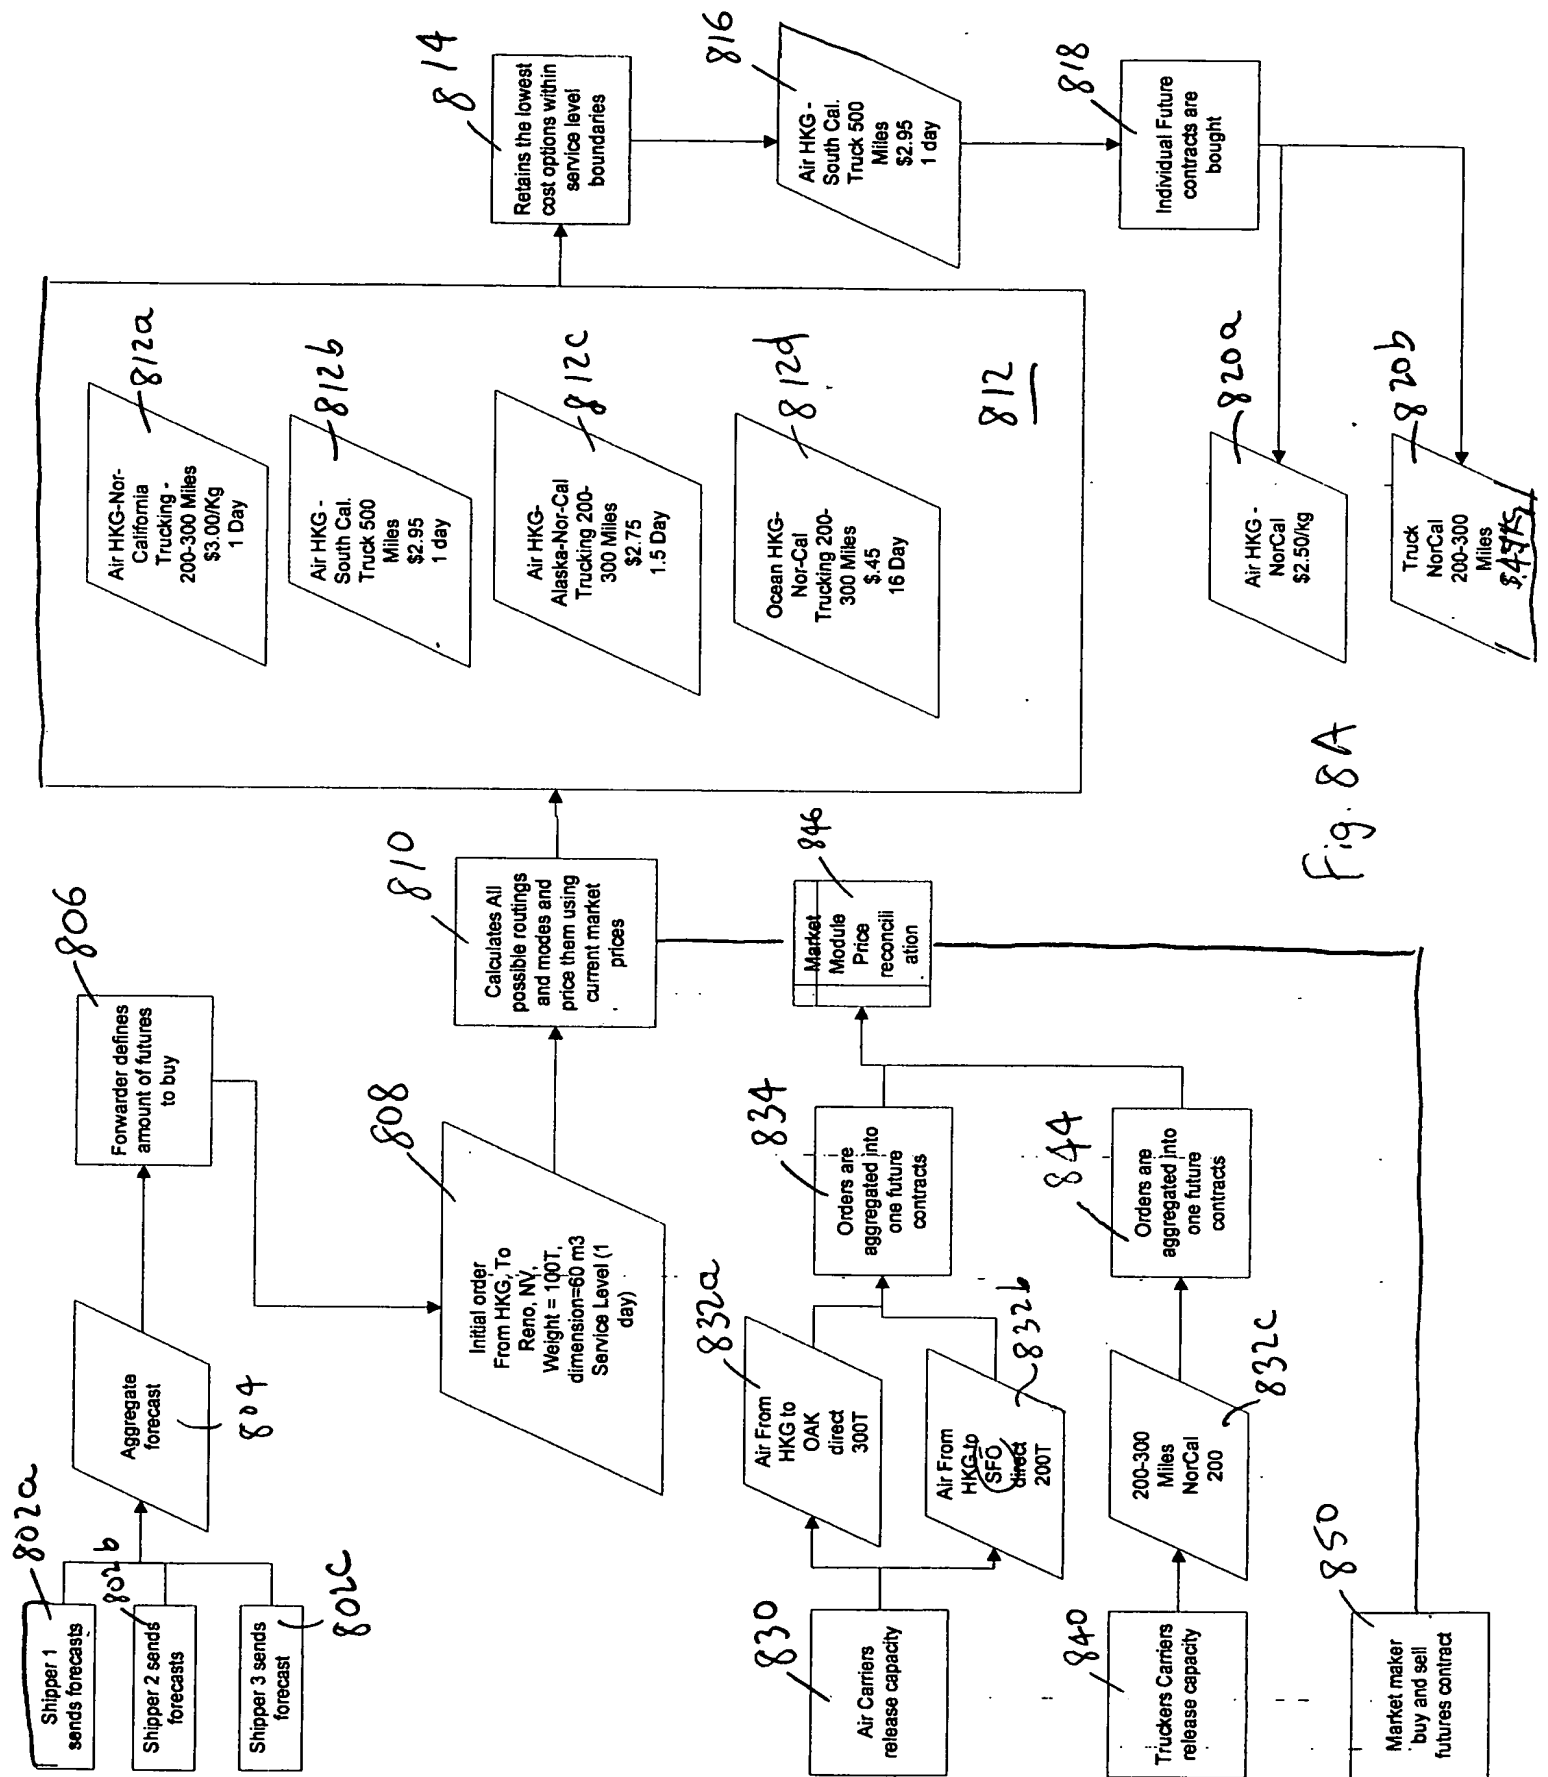 802a
Shipper 1
sends forecasts
802b
Shipper 2 sends
forecasts
802C
Shipper 3 sends
forecast
804
Aggregate
forecast
806
Forwarder defines
amount of futures
to buy
808
Initial order
From HKG, To
Reno, NV,
Weight = 100T,
dimension=60 m3
Service Level (1
day)
810
Calculates All
possible routings
and modes and
price them using
current market
prices
812a
Air HKG-Nor-
California
Trucking -
200-300 Miles
$3.00/Kg
1 Day
812b
Air HKG -
South Cal.
Truck 500
Miles
$2.95
1 day
812C
Air HKG-
Alaska-Nor-Cal
Trucking 200-
300 Miles
$2.75
1.5 Day
812d
Ocean HKG-
Nor-Cal
Trucking 200-
300 Miles
$.45
16 Day
812
814
Retains the lowest
cost options within
service level
boundaries
816
Air HKG -
South Cal.
Truck 500
Miles
$2.95
1 day
818
Individual Future
contracts are
bought
820a
Air HKG -
NorCal
$2.50/kg
820b
Truck
NorCal
200-300
Miles
830
Air Carriers
release capacity
832a
Air From
HKG to
OAK
direct
300T
832b
Air From
HKG to
SFO
direct
200T
834
Orders are
aggregated into
one future
contracts
840
Truckers Carriers
release capacity
832C
200-300
Miles
NorCal
200
844
Orders are
aggregated into
one future
contracts
846
Market
Module
Price
reconcili
ation
850
Market maker
buy and sell
futures contract
Fig. 8A